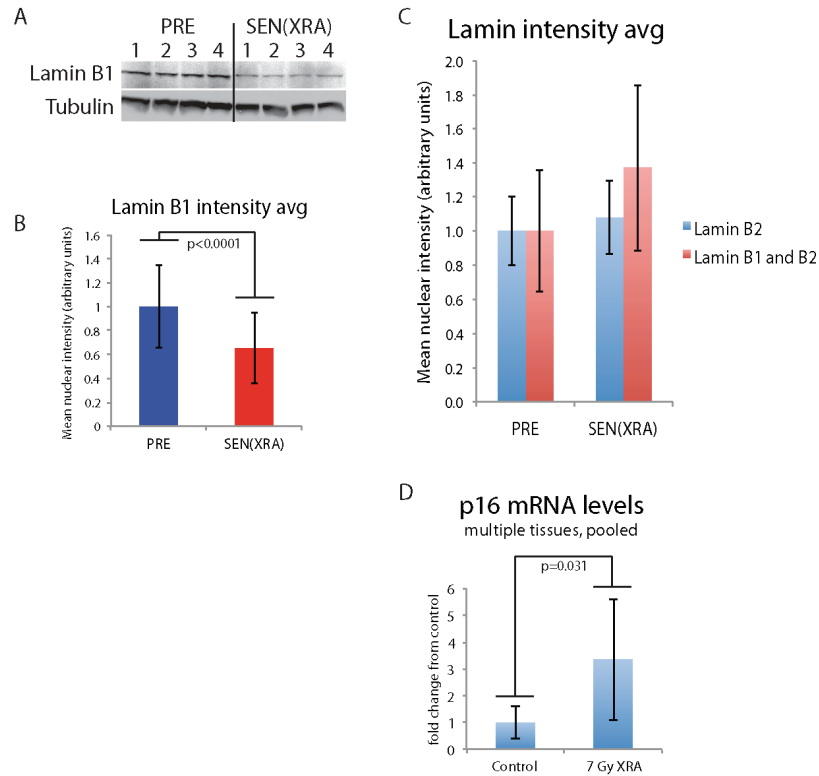 A
PRE SEN(XRA)
1 2 3 4 1 2 3 4
Lamin B1
Tubulin
B
Lamin B1 intensity avg
Mean nuclear intensity (arbitrary units)
1.6
1.4
1.2
1
0.8
0.6
0.4
0.2
0
p<0.0001
PRE SEN(XRA)
C
Lamin intensity avg
Mean nuclear intensity (arbitrary units)
2.0
1.8
1.6
1.4
1.2
1.0
0.8
0.6
0.4
0.2
0.0
PRE SEN(XRA)
Lamin B2
Lamin B1 and B2
D
p16 mRNA levels
multiple tissues, pooled
p=0.031
fold change from control
6
5
4
3
2
1
0
Control 7 Gy XRA